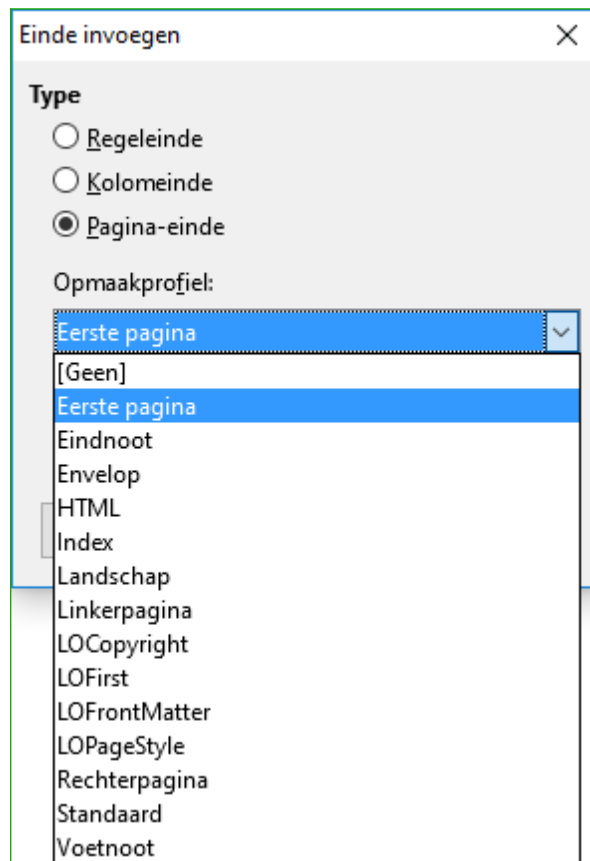 Einde invoegen
Type
Regeleinde
Kolomeinde
Pagina-einde
Opmaakprofiel:
Eerste pagina
[Geen]
Eerste pagina
Eindnoot
Envelop
HTML
Index
Landschap
Linkerpagina
LOCopyright
LOFirst
LOFrontMatter
LOPageStyle
Rechterpagina
Standaard
Voetnoot